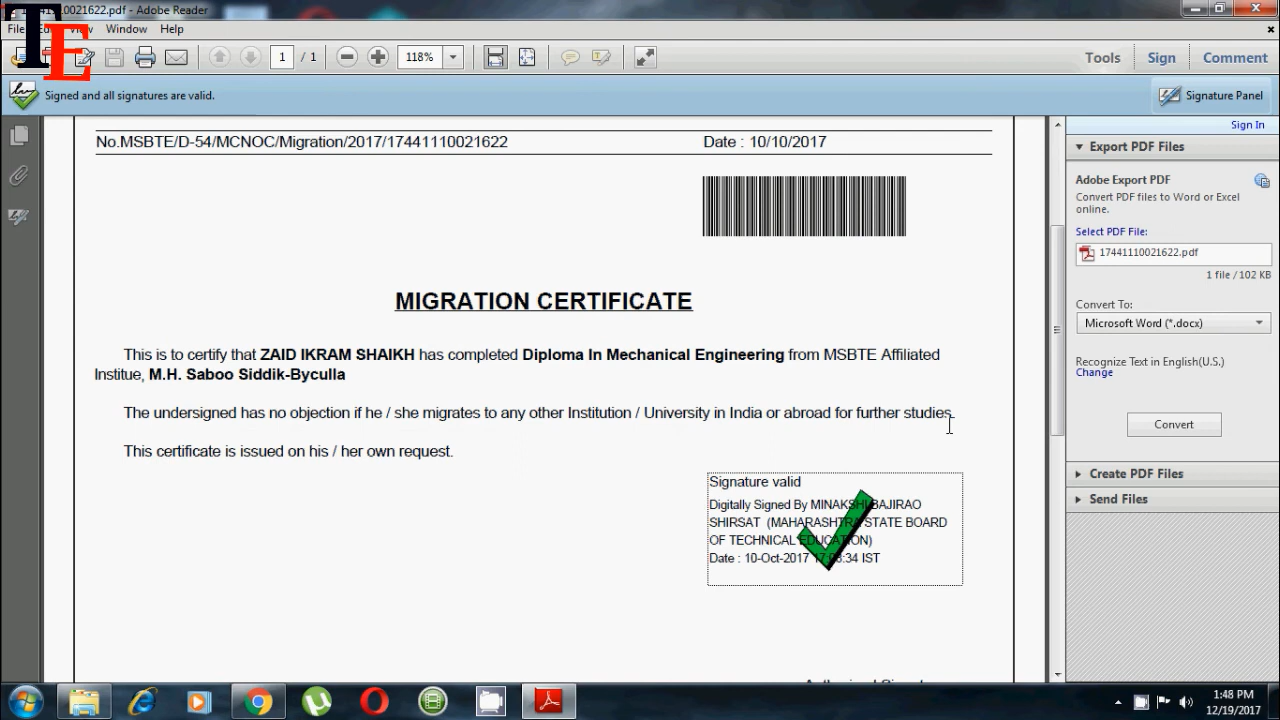 17441110021622.pdf - Adobe Reader
File Edit View Window Help
TE
1 / 1 118% Tools Sign Comment
Signed and all signatures are valid. Signature Panel
Sign In
No.MSBTE/D-54/MCNOC/Migration/2017/17441110021622 Date : 10/10/2017
MIGRATION CERTIFICATE
This is to certify that ZAID IKRAM SHAIKH has completed Diploma In Mechanical Engineering from MSBTE Affiliated
Institue, M.H. Saboo Siddik-Byculla
The undersigned has no objection if he / she migrates to any other Institution / University in India or abroad for further studies.
This certificate is issued on his / her own request.
Signature valid
Digitally Signed By MINAKSHI BAJIRAO
SHIRSAT (MAHARASHTRA STATE BOARD
OF TECHNICAL EDUCATION)
Date : 10-Oct-2017 IST
Export PDF Files
Adobe Export PDF
Convert PDF files to Word or Excel
online.
Select PDF File:
17441110021622.pdf
1 file / 102 KB
Convert To:
Microsoft Word (*.docx)
Recognize Text in English(U.S.)
Change
Convert
Create PDF Files
Send Files
1:48 PM
12/19/2017